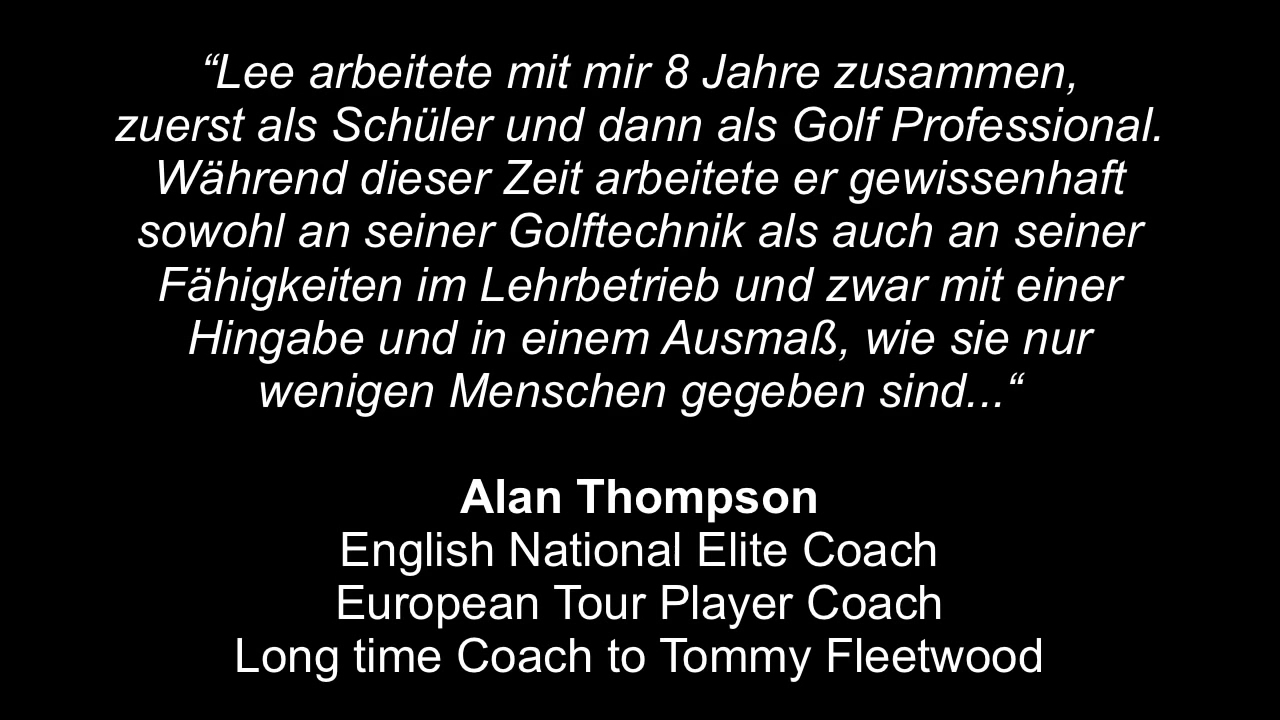 “Lee arbeitete mit mir 8 Jahre zusammen,
zuerst als Schüler und dann als Golf Professional.
Während dieser Zeit arbeitete er gewissenhaft
sowohl an seiner Golftechnik als auch an seiner
Fähigkeiten im Lehrbetrieb und zwar mit einer
Hingabe und in einem Ausmaß, wie sie nur
wenigen Menschen gegeben sind...“
Alan Thompson
English National Elite Coach
European Tour Player Coach
Long time Coach to Tommy Fleetwood